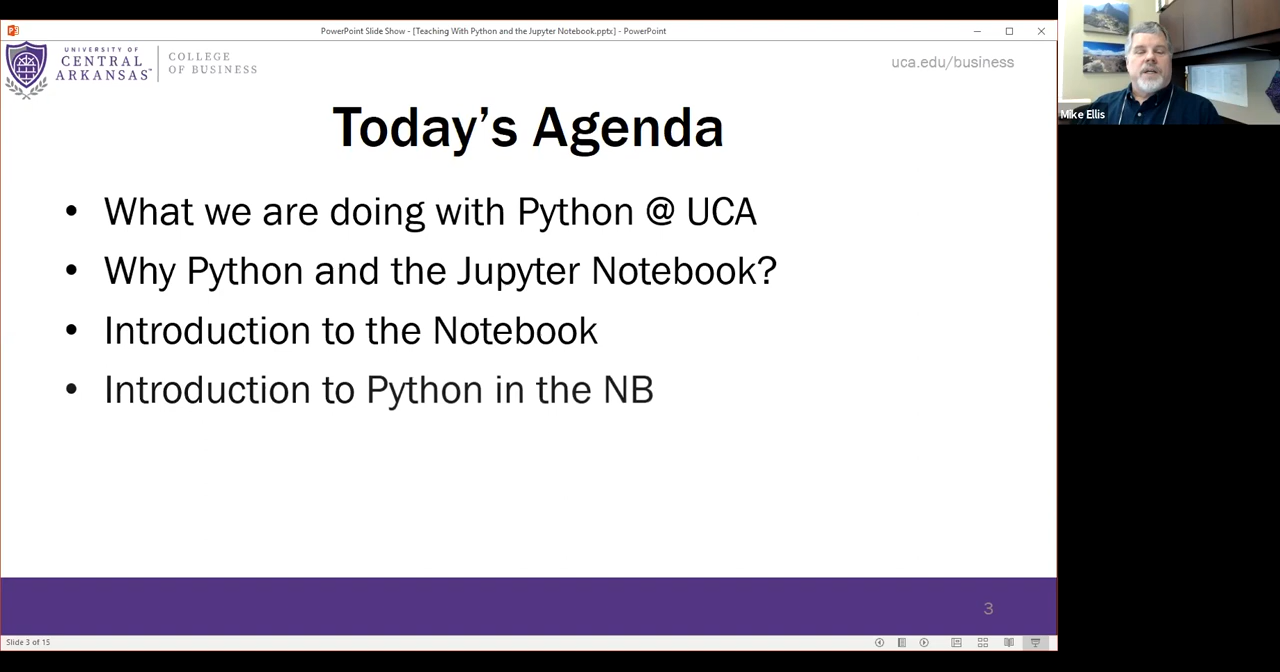 PowerPoint Slide Show - [Teaching With Python and the Jupyter Notebook.pptx] - PowerPoint
UNIVERSITY OF
CENTRAL
ARKANSAS™
COLLEGE
OF BUSINESS
uca.edu/business
Mike Ellis
Today's Agenda
• What we are doing with Python @ UCA
• Why Python and the Jupyter Notebook?
• Introduction to the Notebook
• Introduction to Python in the NB
3
Slide 3 of 15